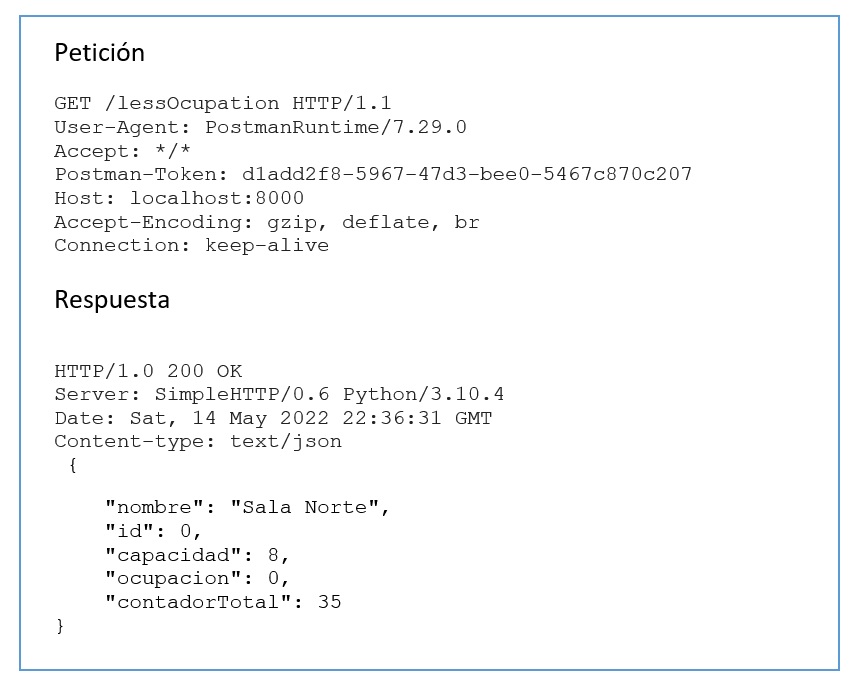 Petición
GET /lessOcupation HTTP/1.1
User-Agent: PostmanRuntime/7.29.0
Accept: */*
Postman-Token: d1add2f8-5967-47d3-bee0-5467c870c207
Host: localhost:8000
Accept-Encoding: gzip, deflate, br
Connection: keep-alive
Respuesta
HTTP/1.0 200 OK
Server: SimpleHTTP/0.6 Python/3.10.4
Date: Sat, 14 May 2022 22:36:31 GMT
Content-type: text/json
{
"nombre": "Sala Norte",
"id": 0,
"capacidad": 8,
"ocupacion": 0,
"contadorTotal": 35
}